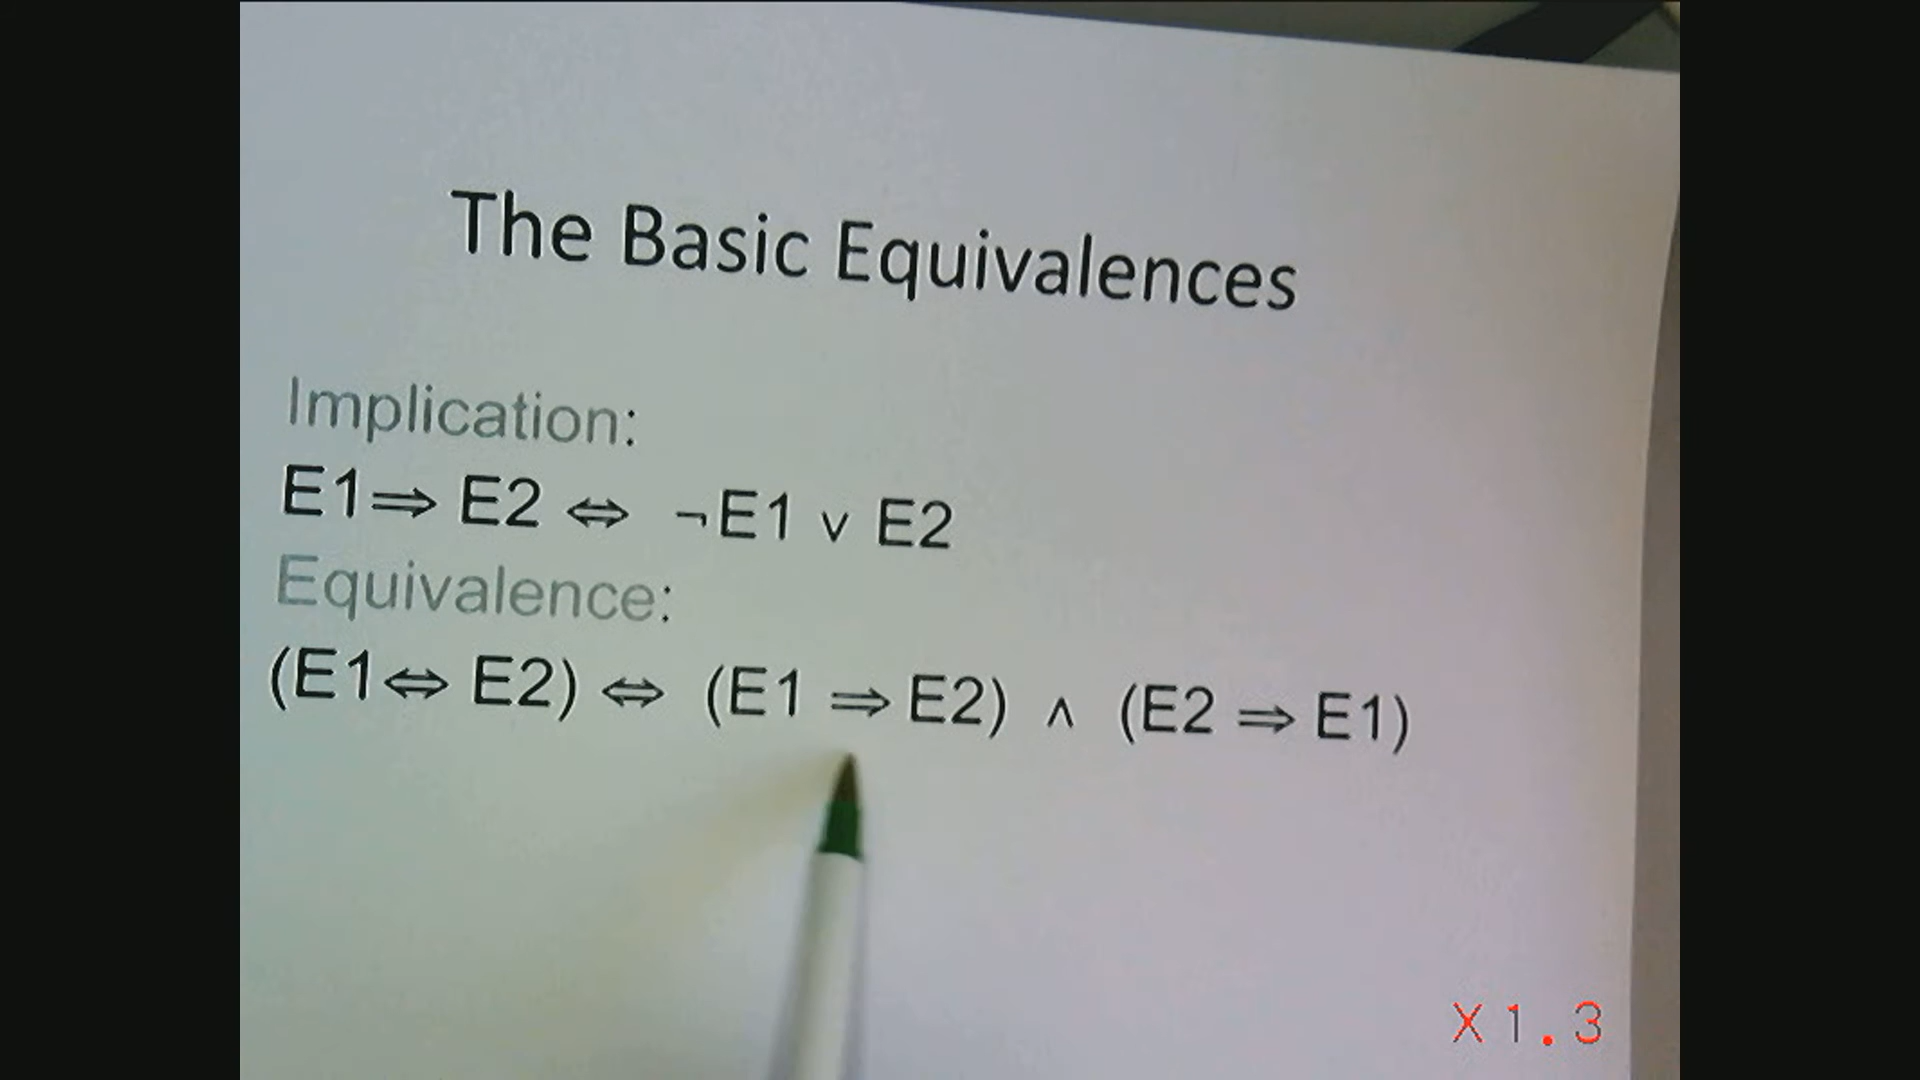 The Basic Equivalences
Implication:
E1⇒ E2 ⇔ ¬E1 ∨ E2
Equivalence:
(E1⇔ E2) ⇔ (E1 ⇒ E2) ∧ (E2 ⇒ E1)
X1.3